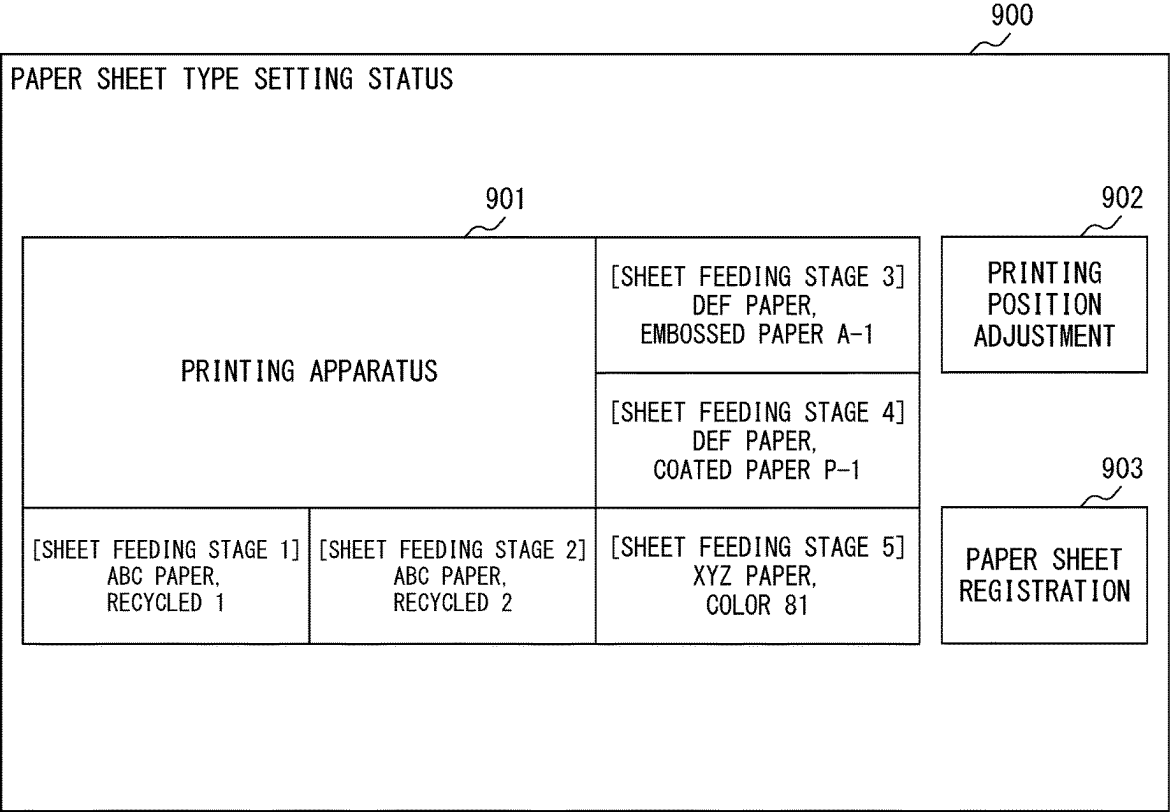 900
PAPER SHEET TYPE SETTING STATUS
901
902
PRINTING APPARATUS
[SHEET FEEDING STAGE 3]
DEF PAPER,
EMBOSSED PAPER A-1
PRINTING
POSITION
ADJUSTMENT
[SHEET FEEDING STAGE 4]
DEF PAPER,
COATED PAPER P-1
903
[SHEET FEEDING STAGE 1]
ABC PAPER,
RECYCLED 1
[SHEET FEEDING STAGE 2]
ABC PAPER,
RECYCLED 2
[SHEET FEEDING STAGE 5]
XYZ PAPER,
COLOR 81
PAPER SHEET
REGISTRATION